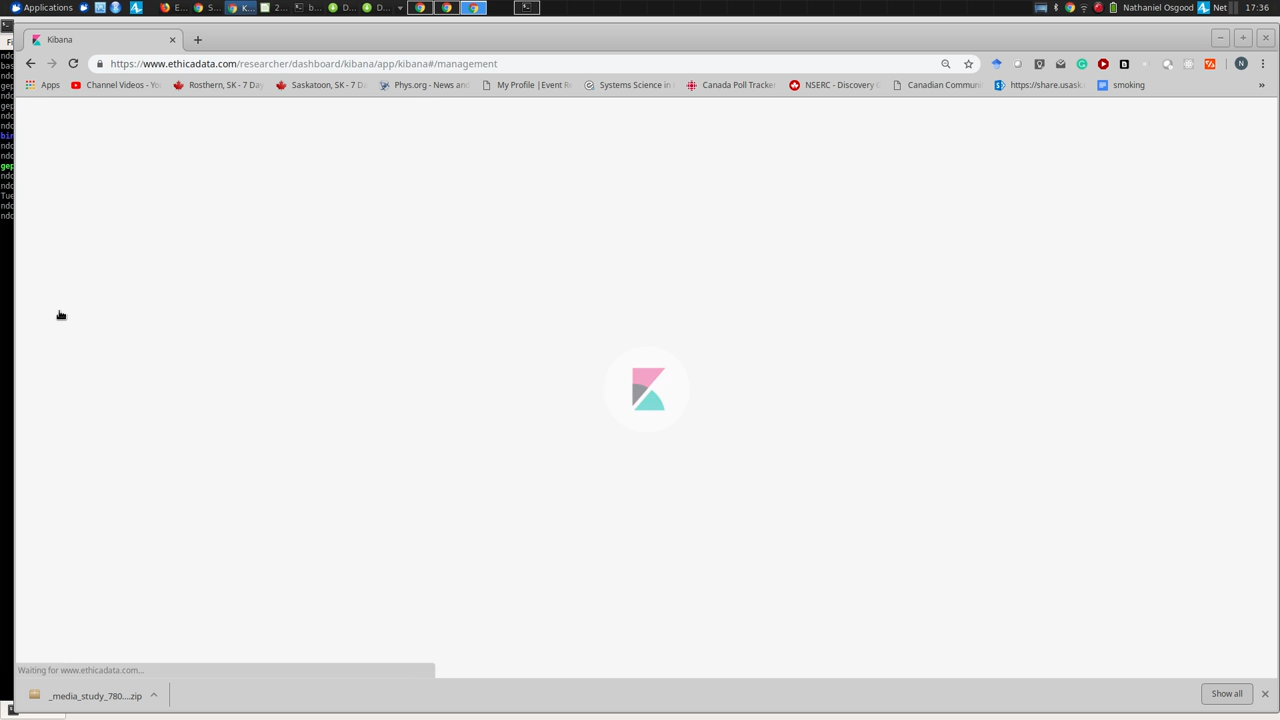 Applications E... S... K... 2... b... D... D... Nathaniel Osgood Net 17:36
Kibana
https://www.ethicadata.com/researcher/dashboard/kibana/app/kibana#/management N
Apps Channel Videos - Yo Rosthern, SK - 7 Day Saskatoon, SK - 7 D Phys.org - News and My Profile |Event R Systems Science in Canada Poll Tracker NSERC - Discovery Canadian Commun https://share.usask. smoking »
Waiting for www.ethicadata.com...
_media_study_780....zip Show all